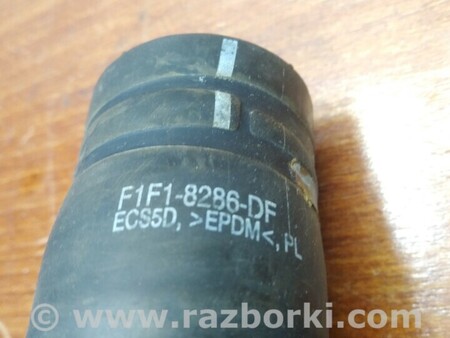 F1F1-8286-DF
ECS5D, >EPDM<, PL
© www.razborki.com